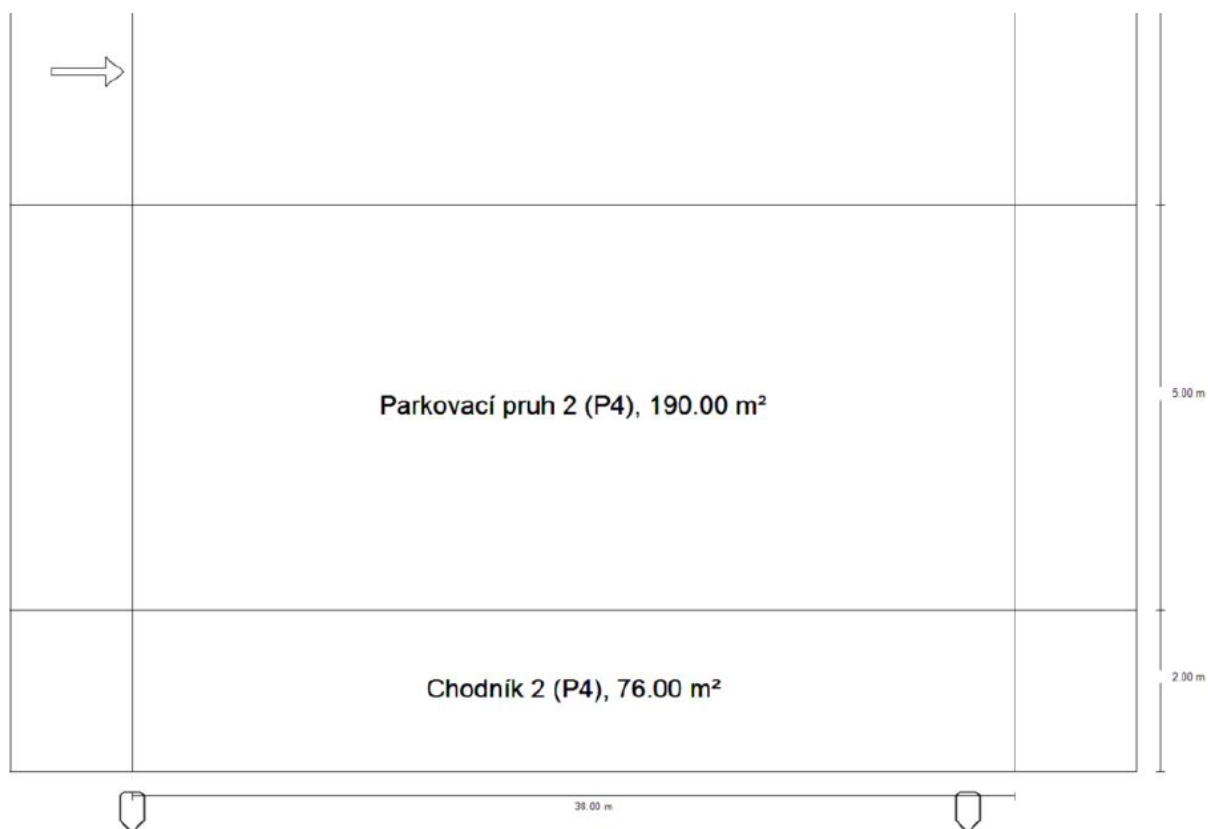 Parkovací pruh 2 (P4), 190.00 m²
5.00 m
Chodník 2 (P4), 76.00 m²
2.00 m
38.00 m